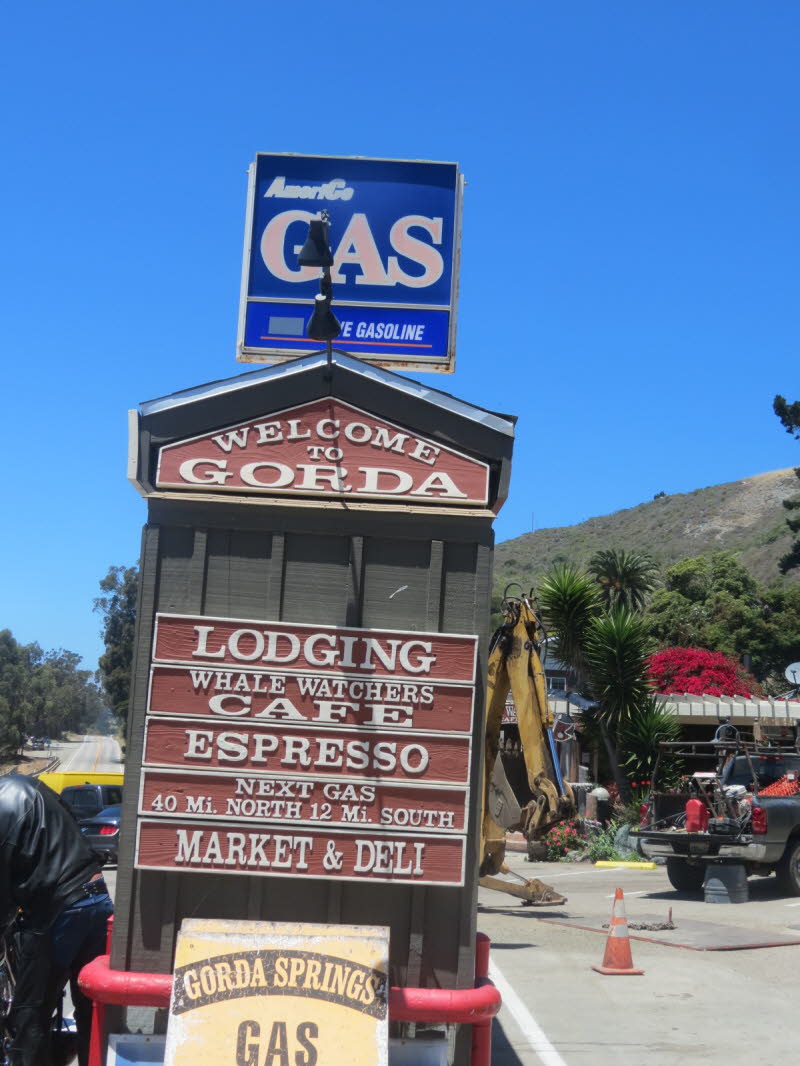 AmeriGo
GAS
GASOLINE
WELCOME
TO
GORDA
LODGING
WHALE WATCHERS
CAFE
ESPRESSO
NEXT GAS
40 Mi. NORTH 12 Mi. SOUTH
MARKET & DELI
GORDA SPRINGS
GAS